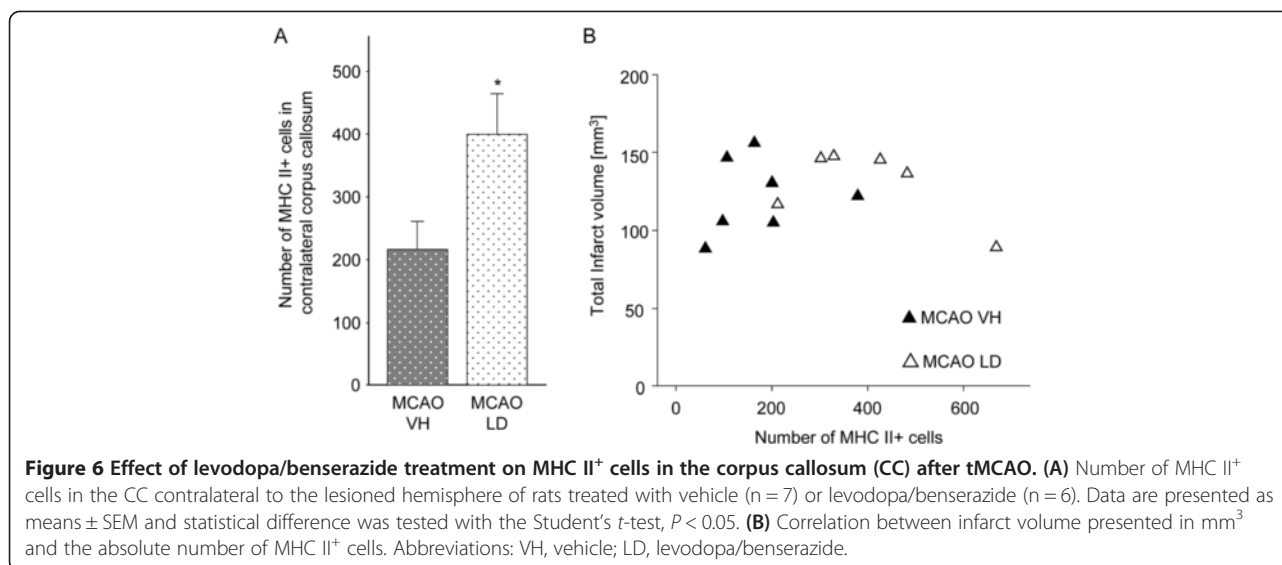 A
Number of MHC II+ cells in
contralateral corpus callosum
500
400
300
200
100
0
*
MCAO
VH
MCAO
LD
B
Total Infarct volume [mm³]
200
150
100
50
0
0
200
400
600
Number of MHC II+ cells
▲ MCAO VH
△ MCAO LD
Figure 6 Effect of levodopa/benserazide treatment on MHC II⁺ cells in the corpus callosum (CC) after tMCAO. (A) Number of MHC II⁺
cells in the CC contralateral to the lesioned hemisphere of rats treated with vehicle (n = 7) or levodopa/benserazide (n = 6). Data are presented as
means ± SEM and statistical difference was tested with the Student's t-test, P < 0.05. (B) Correlation between infarct volume presented in mm³
and the absolute number of MHC II⁺ cells. Abbreviations: VH, vehicle; LD, levodopa/benserazide.